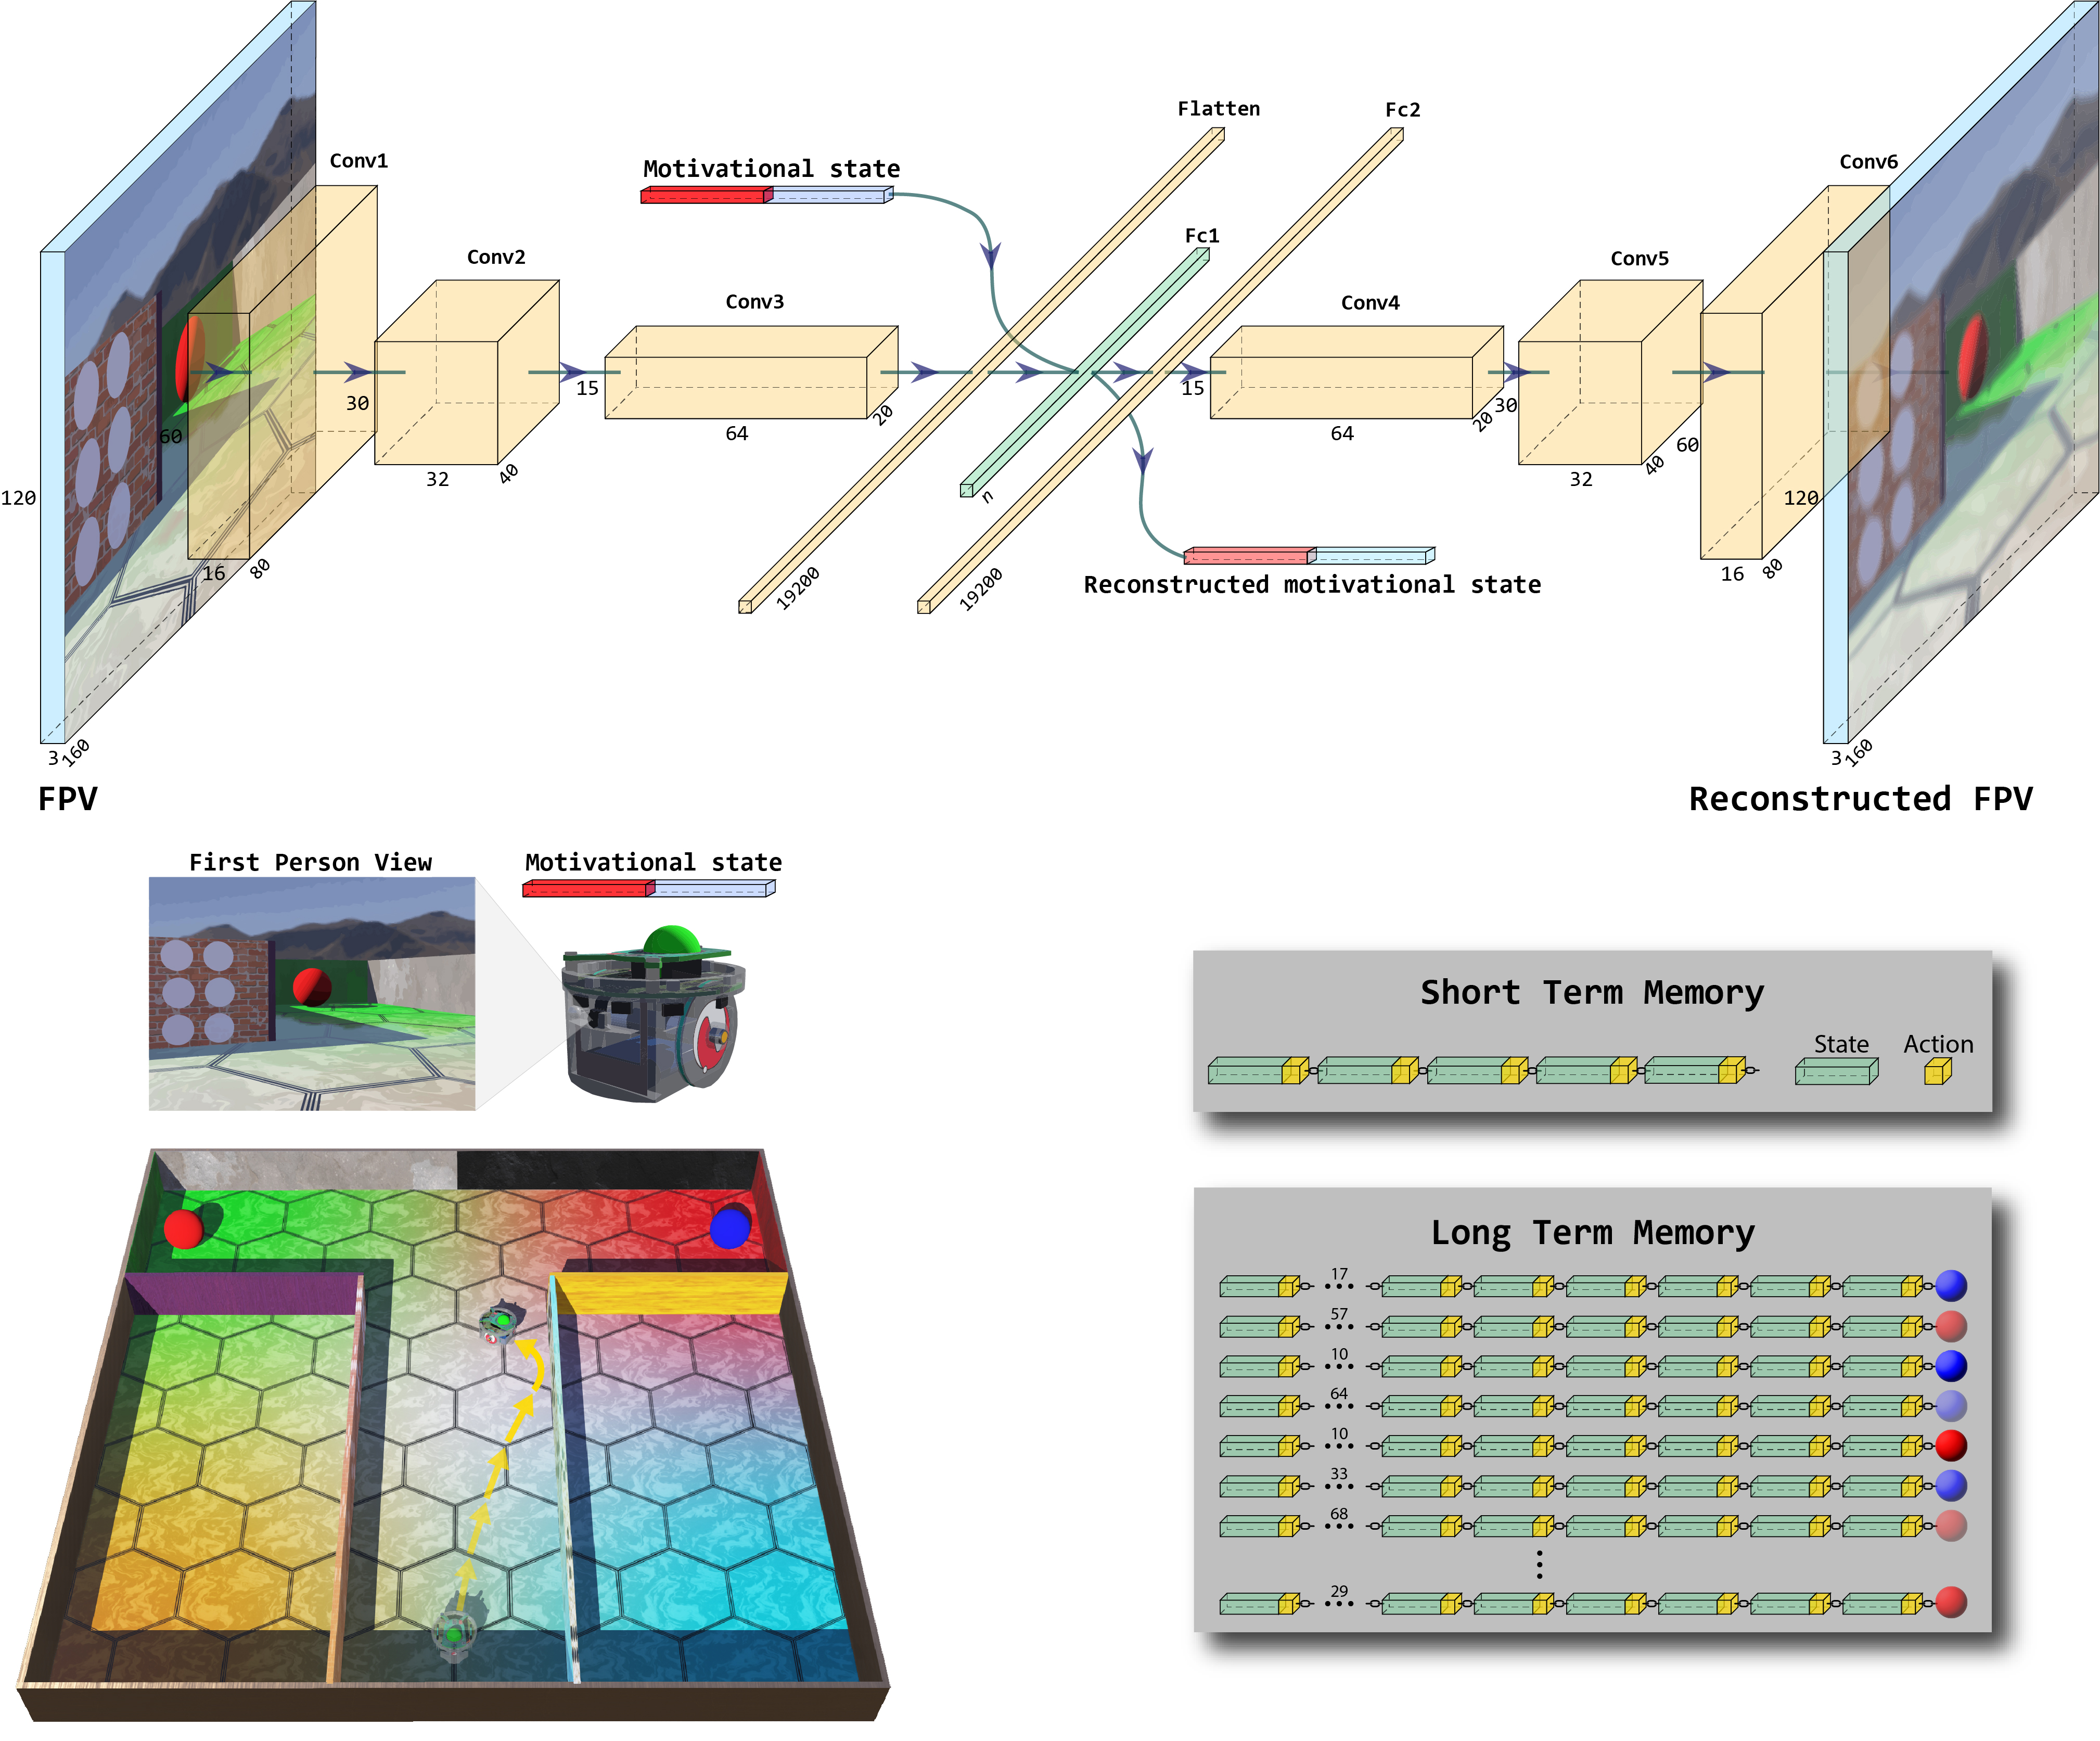 Flatten
Fc2
Conv1
Motivational state
Conv6
Fc1
Conv2
Conv5
Conv3
Conv4
15
15
30
20
20
30
60
64
64
60
32
40
32
40
120
n
120
16
80
19200
19200
Reconstructed motivational state
16
80
3
160
3
160
FPV
Reconstructed FPV
First Person View
Motivational state
Short Term Memory
State
Action
Long Term Memory
17
57
10
64
10
33
68
29